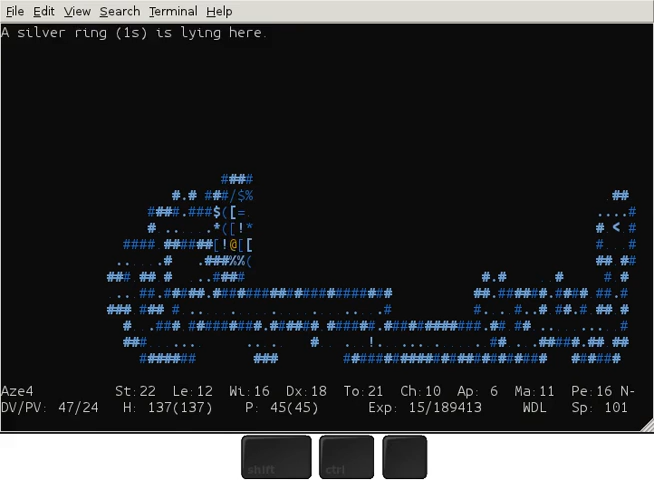 File Edit View Search Terminal Help
A silver ring (1s) is lying here.
Aze4 St:22 Le:12 Wi:16 Dx:18 To:21 Ch:10 Ap: 6 Ma:11 Pe:16 N-
DV/PV: 47/24 H: 137(137) P: 45(45) Exp: 15/189413 WDL Sp: 101
shift ctrl